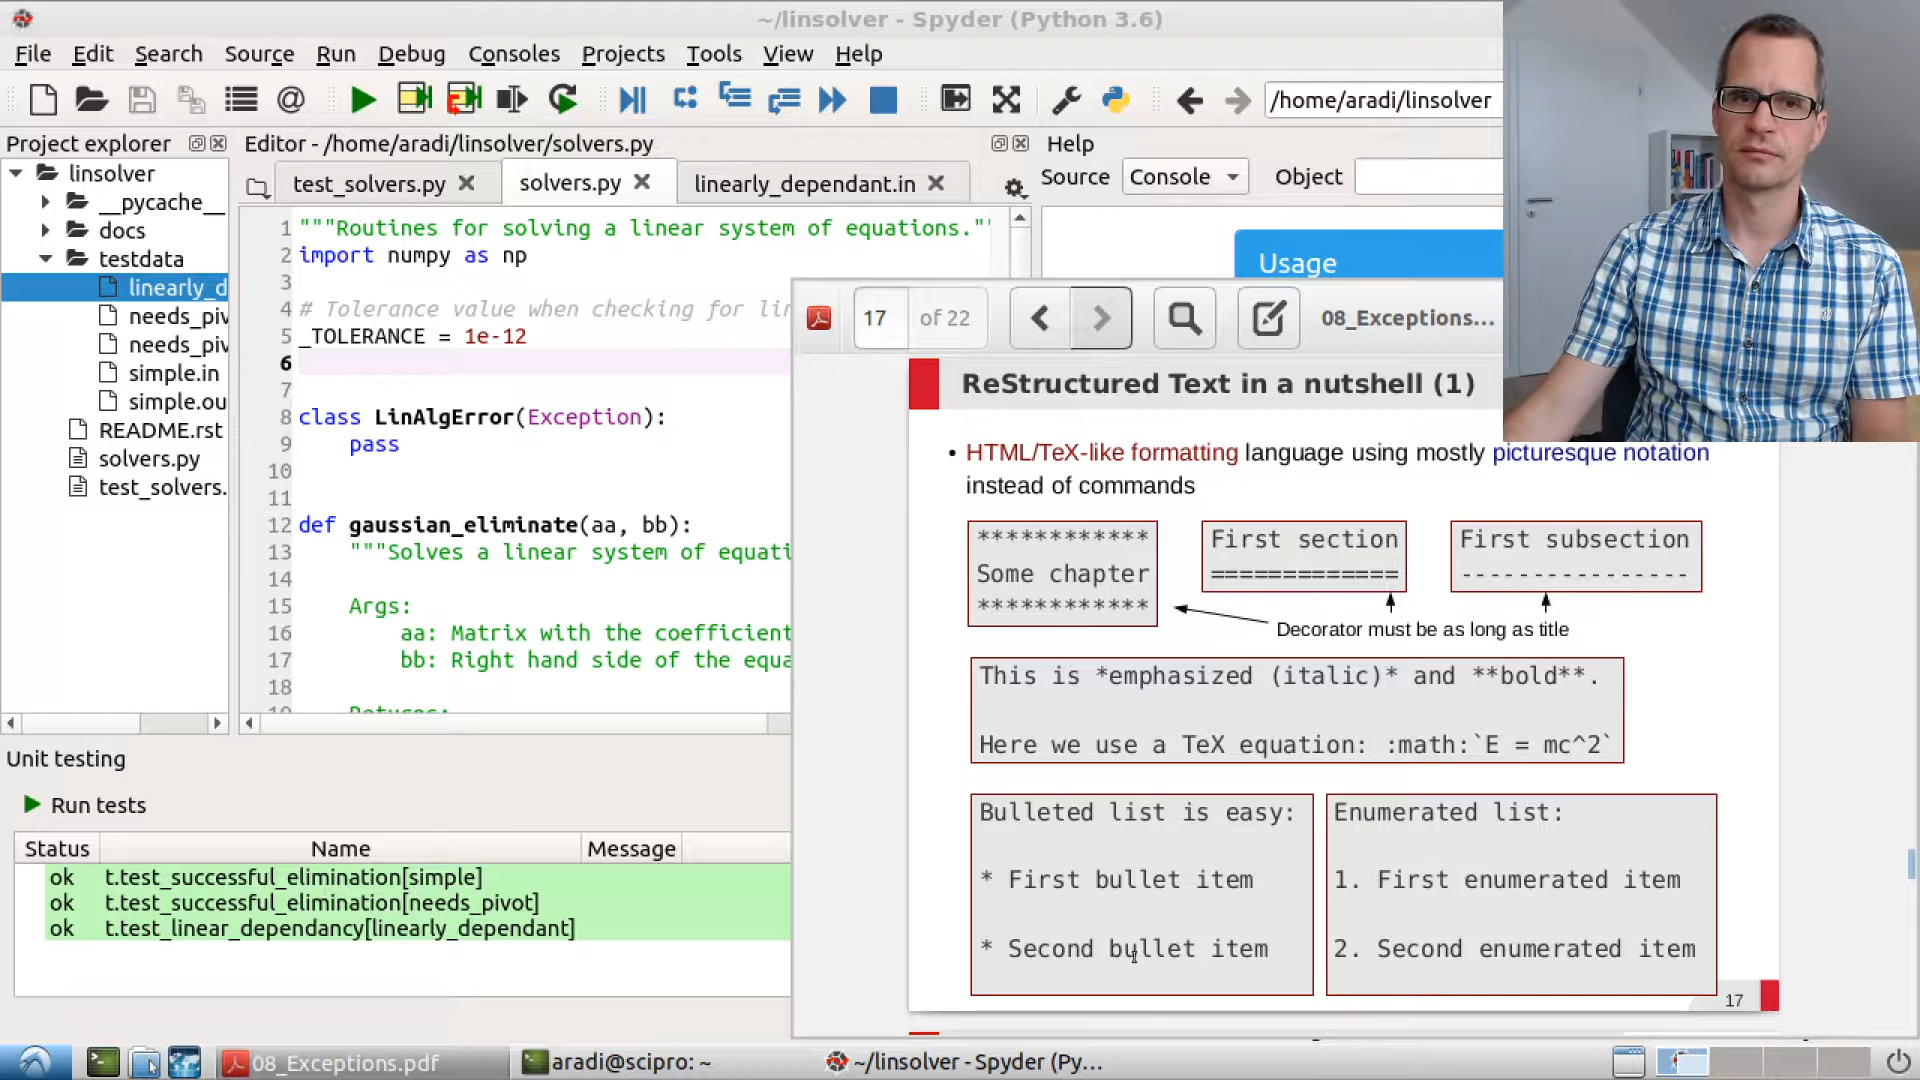 ~/linsolver - Spyder (Python 3.6)
File Edit Search Source Run Debug Consoles Projects Tools View Help
/home/aradi/linsolver
Project explorer
linsolver
__pycache__
docs
testdata
linearly_d
needs_piv
needs_piv
simple.in
simple.ou
README.rst
solvers.py
test_solvers.
Editor - /home/aradi/linsolver/solvers.py
test_solvers.py
solvers.py
linearly_dependant.in
1 """Routines for solving a linear system of equations.""
2 import numpy as np
3
4 # Tolerance value when checking for lin
5 _TOLERANCE = 1e-12
6
7
8 class LinAlgError(Exception):
9 pass
10
11
12 def gaussian_eliminate(aa, bb):
13 """Solves a linear system of equati
14
15 Args:
16 aa: Matrix with the coefficient
17 bb: Right hand side of the equa
18
19 Returns:
Help
Source Console Object
Usage
Unit testing
Run tests
Status Name Message
ok t.test_successful_elimination[simple]
ok t.test_successful_elimination[needs_pivot]
ok t.test_linear_dependancy[linearly_dependant]
17 of 22
08_Exceptions...
ReStructured Text in a nutshell (1)
• HTML/TeX-like formatting language using mostly picturesque notation
instead of commands
************
Some chapter
************
First section
=============
First subsection
----------------
Decorator must be as long as title
This is *emphasized (italic)* and **bold**.
Here we use a TeX equation: :math:`E = mc^2`
Bulleted list is easy:
* First bullet item
* Second bullet item
Enumerated list:
1. First enumerated item
2. Second enumerated item
17
08_Exceptions.pdf
aradi@scipro: ~
~/linsolver - Spyder (Py...